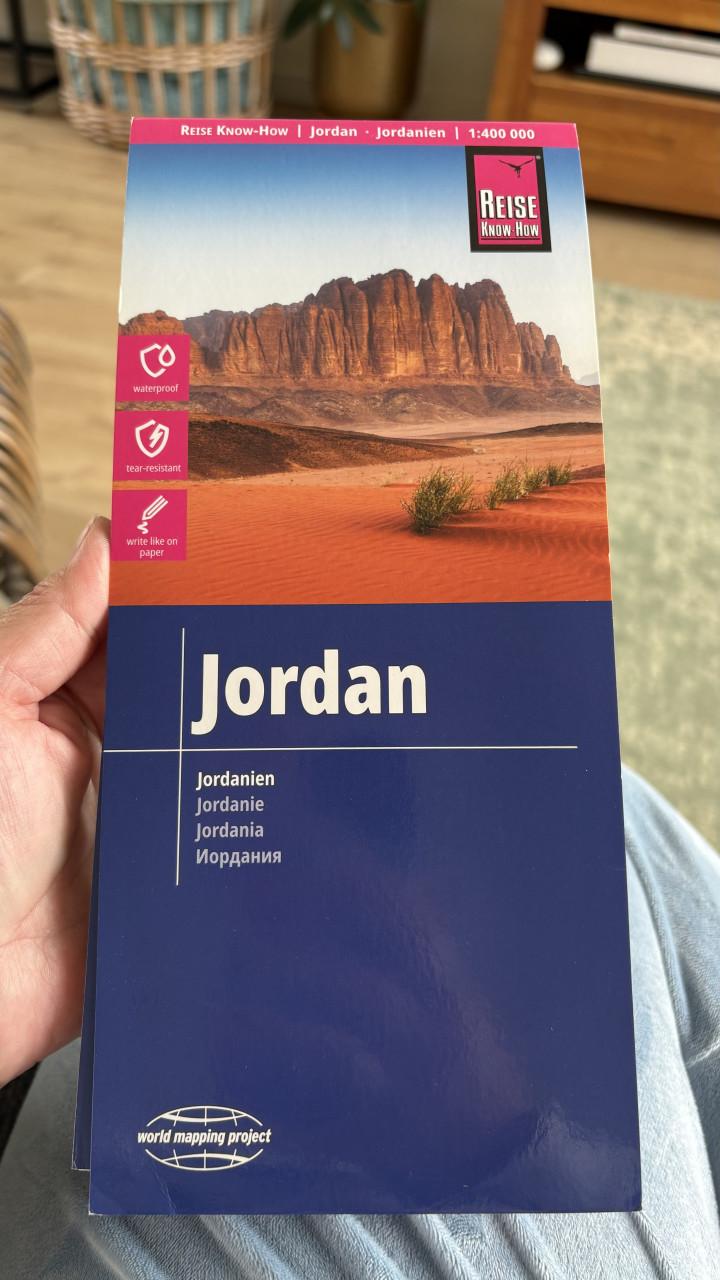 REISE KNOW-HOW | Jordan · Jordanien | 1:400 000
REISE
KNOW-HOW
waterproof
tear-resistant
write like on
paper
Jordan
Jordanien
Jordanie
Jordania
Иордания
world mapping project